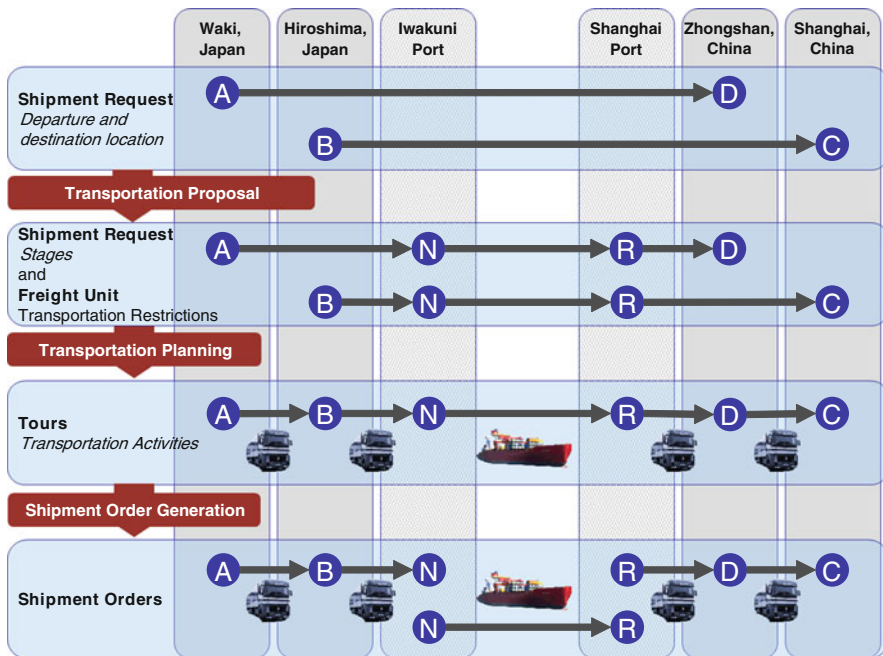 Waki,
Japan
Hiroshima,
Japan
Iwakuni
Port
Shanghai
Port
Zhongshan,
China
Shanghai,
China
Shipment Request
Departure and
destination location
A
D
B
C
Transportation Proposal
Shipment Request
Stages
and
Freight Unit
Transportation Restrictions
A
N
R
D
B
N
R
C
Transportation Planning
Tours
Transportation Activities
A
B
N
R
D
C
Shipment Order Generation
Shipment Orders
A
B
N
R
D
C
N
R